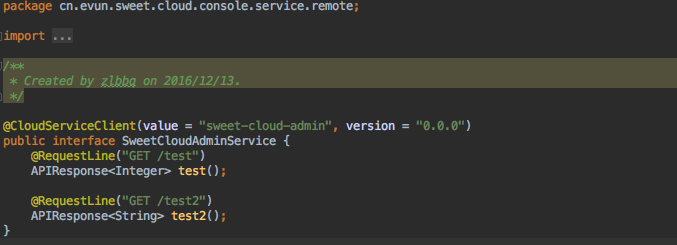 package cn.evun.sweet.cloud.console.service.remote;
import ...
/**
* Created by zlbbq on 2016/12/13.
*/
@CloudServiceClient(value = "sweet-cloud-admin", version = "0.0.0")
public interface SweetCloudAdminService {
@RequestLine("GET /test")
APIResponse<Integer> test();
@RequestLine("GET /test2")
APIResponse<String> test2();
}